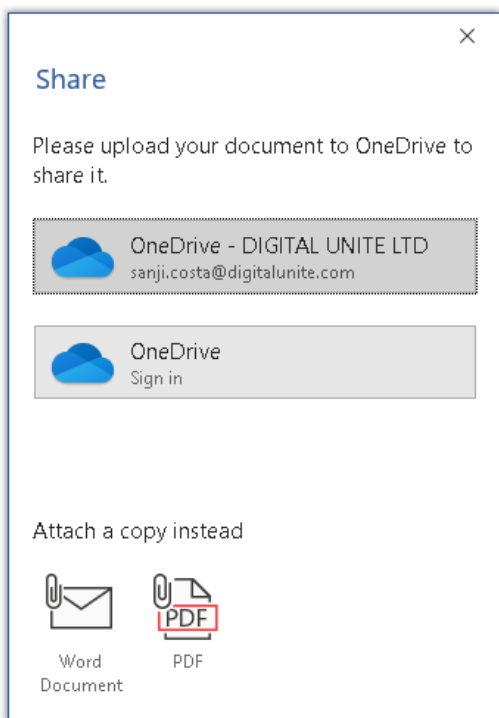 Share
Please upload your document to OneDrive to
share it.
OneDrive - DIGITAL UNITE LTD
sanji.costa@digitalunite.com
OneDrive
Sign in
Attach a copy instead
PDF
Word
Document
PDF